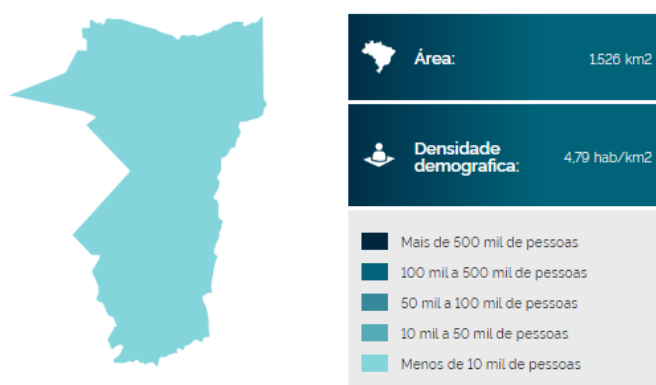 Área:
1.526 km2
Densidade
demografica:
4,79 hab/km2
Mais de 500 mil de pessoas
100 mil a 500 mil de pessoas
50 mil a 100 mil de pessoas
10 mil a 50 mil de pessoas
Menos de 10 mil de pessoas